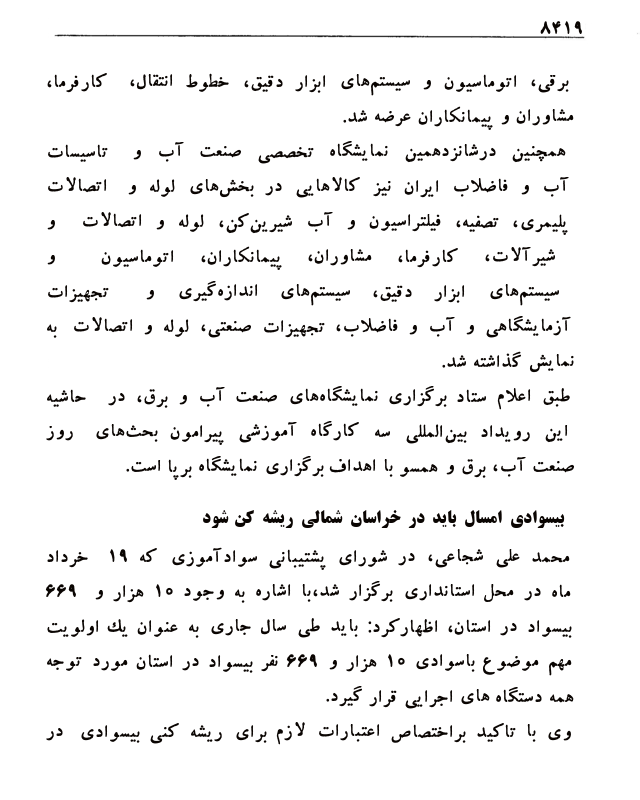 ۸۴۱۹
برقی، اتوماسیون و سیستم‌های ابزار دقیق، خطوط انتقال، کارفرما،
مشاوران و پیمانکاران عرضه شد.
همچنین درشانزدهمین نمایشگاه تخصصی صنعت آب و تاسیسات
آب و فاضلاب ایران نیز کالاهایی در بخش‌های لوله و اتصالات
پلیمری، تصفیه، فیلتراسیون و آب شیرین‌کن، لوله و اتصالات و
شیرآلات، کارفرما، مشاوران، پیمانکاران، اتوماسیون و
سیستم‌های ابزار دقیق، سیستم‌های اندازه‌گیری و تجهیزات
آزمایشگاهی و آب و فاضلاب، تجهیزات صنعتی، لوله و اتصالات به
نمایش گذاشته شد.
طبق اعلام ستاد برگزاری نمایشگاه‌های صنعت آب و برق، در حاشیه
این رویداد بین‌المللی سه کارگاه آموزشی پیرامون بحث‌های روز
صنعت آب، برق و همسو با اهداف برگزاری نمایشگاه برپا است.
بیسوادی امسال باید در خراسان شمالی ریشه کن شود
محمد علی شجاعی، در شورای پشتیبانی سوادآموزی که ۱۹ خرداد
ماه در محل استانداری برگزار شد،با اشاره به وجود ۱۰ هزار و ۶۶۹
بیسواد در استان، اظهارکرد: باید طی سال جاری به عنوان یك اولویت
مهم موضوع باسوادی ۱۰ هزار و ۶۶۹ نفر بیسواد در استان مورد توجه
همه دستگاه های اجرایی قرار گیرد.
وی با تاکید براختصاص اعتبارات لازم برای ریشه کنی بیسوادی در